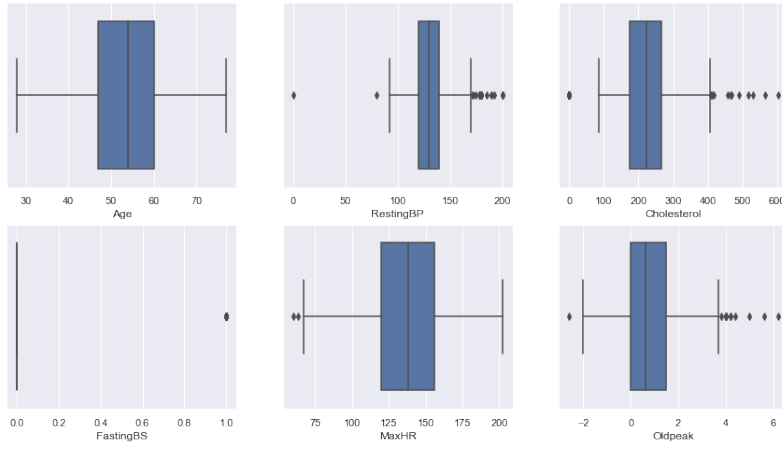 30 40 50 60 70
Age
0 50 100 150 200
RestingBP
0 100 200 300 400 500 600
Cholesterol
0.0 0.2 0.4 0.6 0.8 1.0
FastingBS
75 100 125 150 175 200
MaxHR
−2 0 2 4 6
Oldpeak